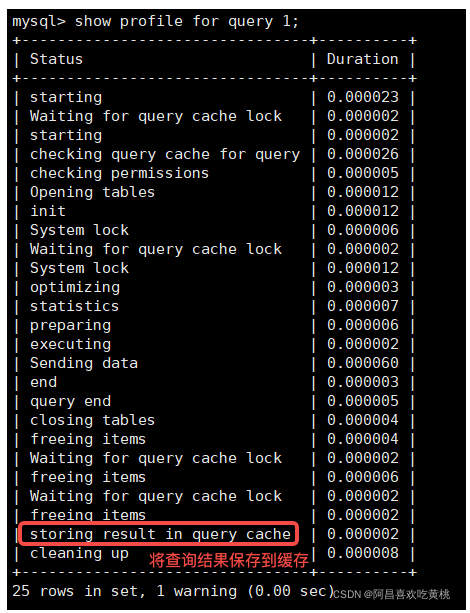 mysql> show profile for query 1;
+--------------------------------+----------+
| Status                         | Duration |
+--------------------------------+----------+
| starting                       | 0.000023 |
| Waiting for query cache lock   | 0.000002 |
| starting                       | 0.000002 |
| checking query cache for query | 0.000026 |
| checking permissions           | 0.000005 |
| Opening tables                 | 0.000012 |
| init                           | 0.000012 |
| System lock                    | 0.000006 |
| Waiting for query cache lock   | 0.000002 |
| System lock                    | 0.000012 |
| optimizing                     | 0.000003 |
| statistics                     | 0.000007 |
| preparing                      | 0.000006 |
| executing                      | 0.000002 |
| Sending data                   | 0.000060 |
| end                            | 0.000003 |
| query end                      | 0.000005 |
| closing tables                 | 0.000004 |
| freeing items                  | 0.000004 |
| Waiting for query cache lock   | 0.000002 |
| freeing items                  | 0.000006 |
| Waiting for query cache lock   | 0.000002 |
| freeing items                  | 0.000002 |
| storing result in query cache  | 0.000002 |
| cleaning up 将查询结果保存到缓存 | 0.000008 |
+--------------------------------+----------+
25 rows in set, 1 warning (0.00 sec)
CSDN @阿昌喜欢吃黄桃